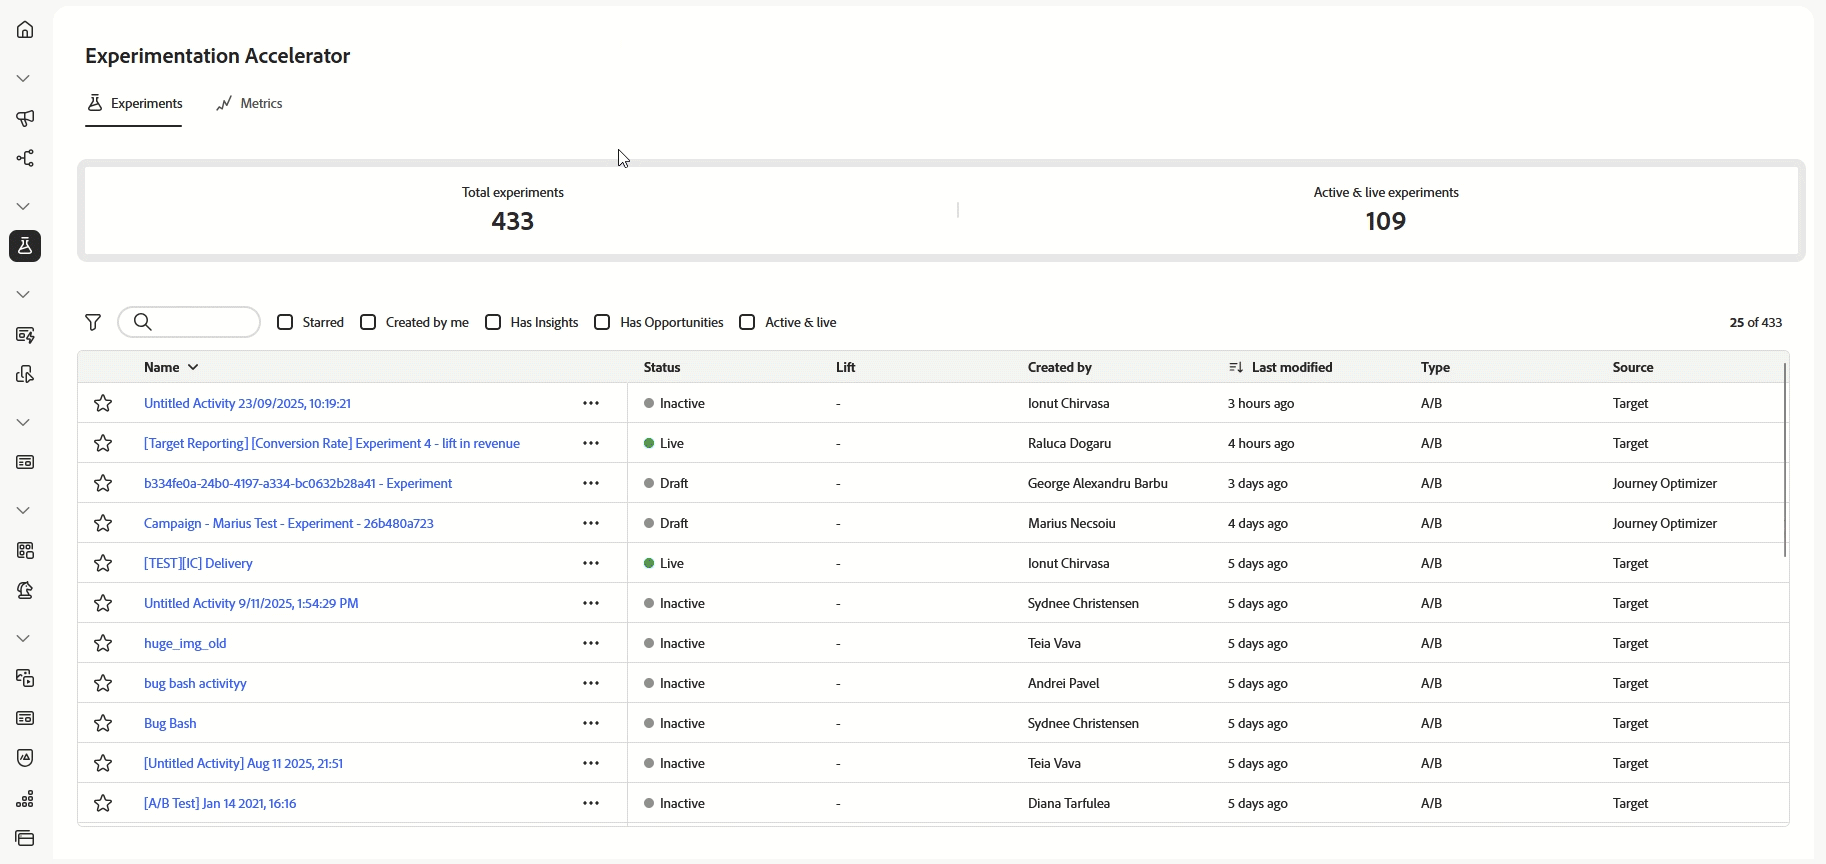 Experimentation Accelerator
Experiments Metrics
Total experiments
433
Active & live experiments
109
Starred Created by me Has Insights Has Opportunities Active & live 25 of 433
Name Status Lift Created by Last modified Type Source
Untitled Activity 23/09/2025, 10:19:21 Inactive - Ionut Chirvasa 3 hours ago A/B Target
[Target Reporting] [Conversion Rate] Experiment 4 - lift in revenue Live - Raluca Dogaru 4 hours ago A/B Target
b334fe0a-24b0-4197-a334-bc0632b28a41 - Experiment Draft - George Alexandru Barbu 3 days ago A/B Journey Optimizer
Campaign - Marius Test - Experiment - 26b480a723 Draft - Marius Necsoiu 4 days ago A/B Journey Optimizer
[TEST][IC] Delivery Live - Ionut Chirvasa 5 days ago A/B Target
Untitled Activity 9/11/2025, 1:54:29 PM Inactive - Sydnee Christensen 5 days ago A/B Target
huge_img_old Inactive - Teia Vava 5 days ago A/B Target
bug bash activityy Inactive - Andrei Pavel 5 days ago A/B Target
Bug Bash Inactive - Sydnee Christensen 5 days ago A/B Target
[Untitled Activity] Aug 11 2025, 21:51 Inactive - Teia Vava 5 days ago A/B Target
[A/B Test] Jan 14 2021, 16:16 Inactive - Diana Tarfulea 5 days ago A/B Target